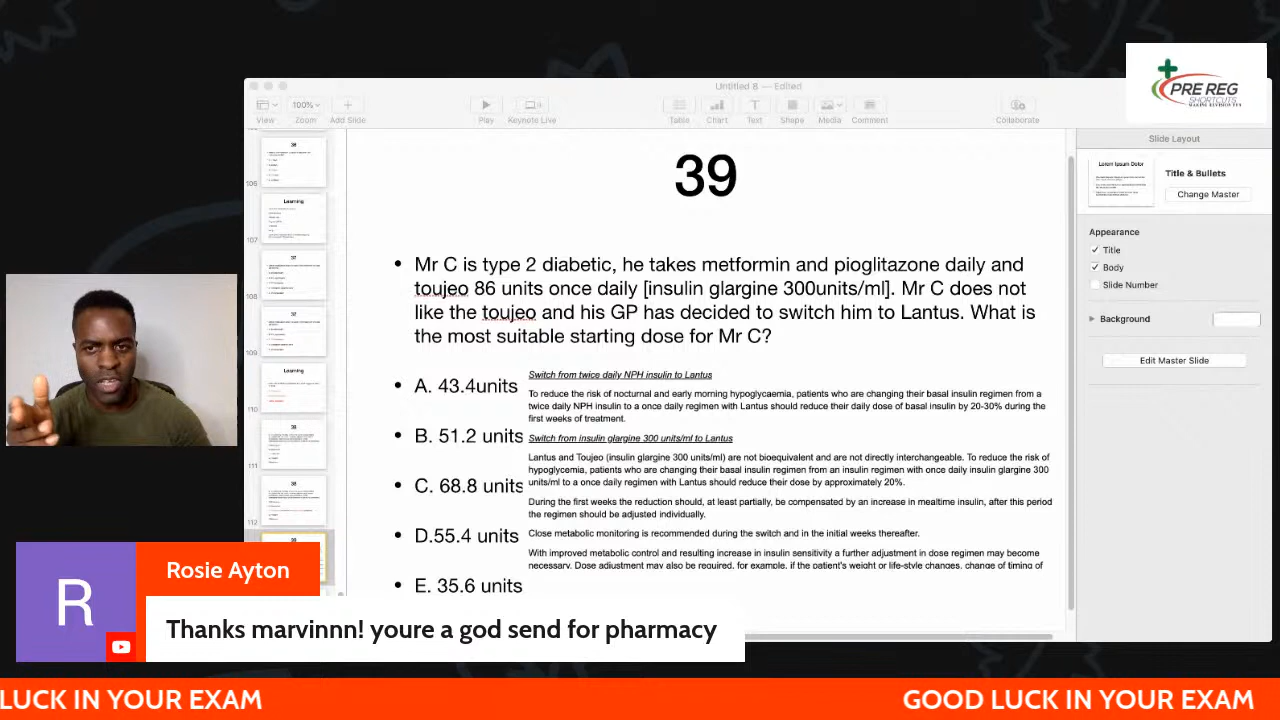 PRE REG
SHORTCUTS
Untitled 8 — Edited
100%
View
Zoom
Add Slide
Play
Keynote Live
Table
Chart
Text
Shape
Media
Comment
Collaborate
Slide Layout
Lorem Ipsum Dolor
Title & Bullets
Change Master
Appearance
Title
Body
Slide Number
Background
Edit Master Slide
106
Learning
107
108
109
Learning
110
111
112
39
Mr C is type 2 diabetic, he takes metformin and pioglitazone daily and
toujeo 86 units once daily [insulin glargine 300units/ml]. Mr C does not
like the toujeo and his GP has decided to switch him to Lantus. What is
the most suitable starting dose for Mr C?
A. 43.4units
B. 51.2 units
C. 68.8 units
D.55.4 units
E. 35.6 units
Switch from twice daily NPH insulin to Lantus
To reduce the risk of nocturnal and early morning hypoglycaemia, patients who are changing their basal insulin regimen from a
twice daily NPH insulin to a once daily regimen with Lantus should reduce their daily dose of basal insulin by 20-30% during the
first weeks of treatment.
Switch from insulin glargine 300 units/ml to Lantus
Lantus and Toujeo (insulin glargine 300 units/ml) are not bioequivalent and are not directly interchangeable. To reduce the risk of
hypoglycemia, patients who are changing their basal insulin regimen from an insulin regimen with once daily insulin glargine 300
units/ml to a once daily regimen with Lantus should reduce their dose by approximately 20%.
During the first weeks the reduction should, at least partially, be compensated by an increase in mealtime insulin, after this period
the regimen should be adjusted individually.
Close metabolic monitoring is recommended during the switch and in the initial weeks thereafter.
With improved metabolic control and resulting increase in insulin sensitivity a further adjustment in dose regimen may become
necessary. Dose adjustment may also be required, for example, if the patient's weight or life-style changes, change of timing of
R
Rosie Ayton
Thanks marvinnn! youre a god send for pharmacy
LUCK IN YOUR EXAM
GOOD LUCK IN YOUR EXAM